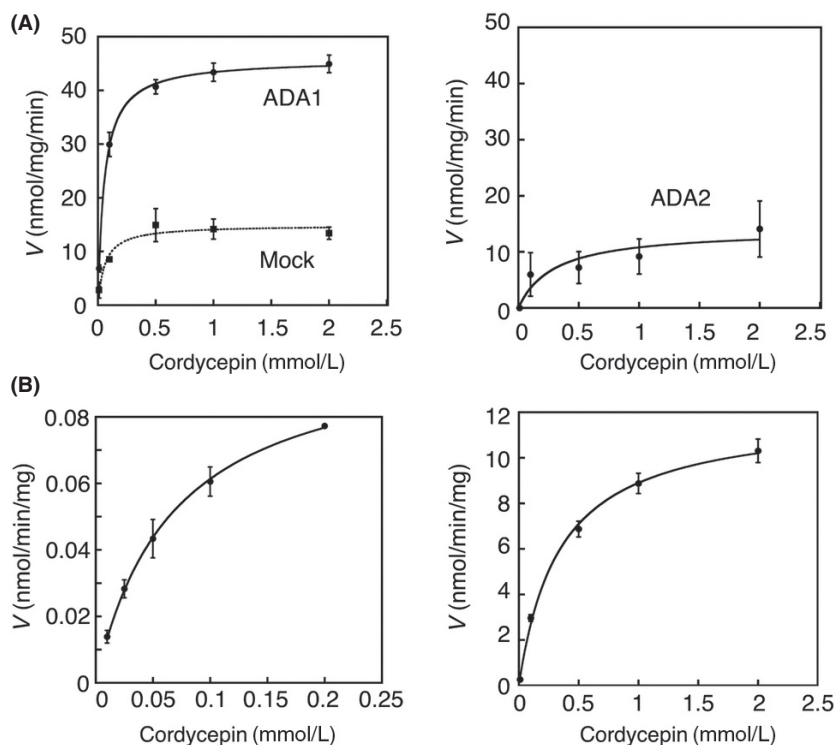 (A)
50
40
30
20
10
0
V (nmol/mg/min)
ADA1
Mock
0 0.5 1 1.5 2 2.5
Cordycepin (mmol/L)
50
40
30
20
10
0
V (nmol/mg/min)
ADA2
0 0.5 1 1.5 2 2.5
Cordycepin (mmol/L)
(B)
0.08
0.06
0.04
0.02
0
V (nmol/min/mg)
0 0.05 0.1 0.15 0.2 0.25
Cordycepin (mmol/L)
12
10
8
6
4
2
0
V (nmol/min/mg)
0 0.5 1 1.5 2 2.5
Cordycepin (mmol/L)